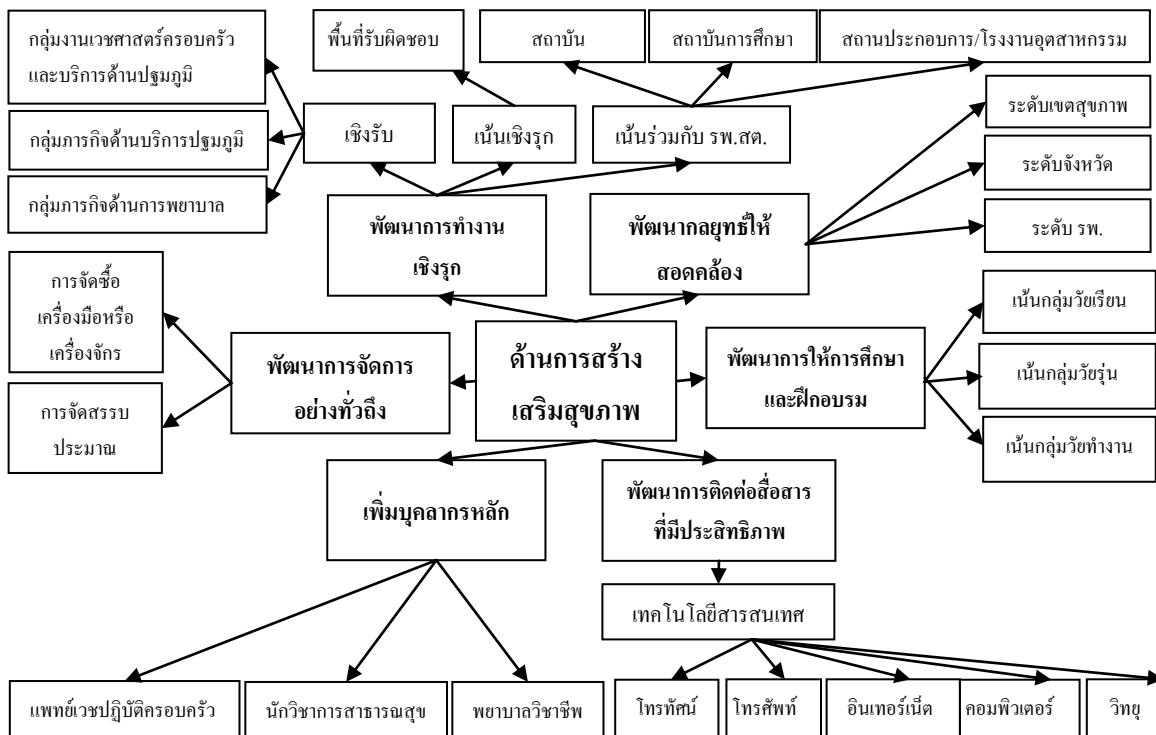 กลุ่มงานเวชศาสตร์ครอบครัว
และบริการด้านปฐมภูมิ
พื้นที่รับผิดชอบ
สถาบัน
สถาบันการศึกษา
สถานประกอบการ/โรงงานอุตสาหกรรม
กลุ่มภารกิจด้านบริการปฐมภูมิ
เชิงรับ
เน้นเชิงรุก
เน้นร่วมกับ รพ.สต.
ระดับเขตสุขภาพ
ระดับจังหวัด
กลุ่มภารกิจด้านการพยาบาล
พัฒนาการทำงาน
เชิงรุก
พัฒนากลยุทธ์ให้
สอดคล้อง
ระดับ รพ.
การจัดซื้อ
เครื่องมือหรือ
เครื่องจักร
เน้นกลุ่มวัยเรียน
พัฒนาการจัดการ
อย่างทั่วถึง
ด้านการสร้าง
เสริมสุขภาพ
พัฒนาการให้การศึกษา
และฝึกอบรม
เน้นกลุ่มวัยรุ่น
การจัดสรรบ
ประมาณ
เน้นกลุ่มวัยทำงาน
เพิ่มบุคลากรหลัก
พัฒนาการติดต่อสื่อสาร
ที่มีประสิทธิภาพ
เทคโนโลยีสารสนเทศ
แพทย์เวชปฏิบัติครอบครัว
นักวิชาการสาธารณสุข
พยาบาลวิชาชีพ
โทรทัศน์
โทรศัพท์
อินเทอร์เน็ต
คอมพิวเตอร์
วิทยุ